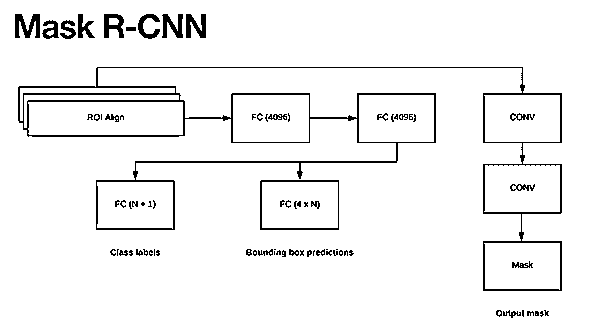 Mask R-CNN
ROI Align
FC (4096)
FC (4096)
CONV
CONV
FC (N + 1)
FC (4 x N)
Class labels
Bounding box predictions
Mask
Output mask